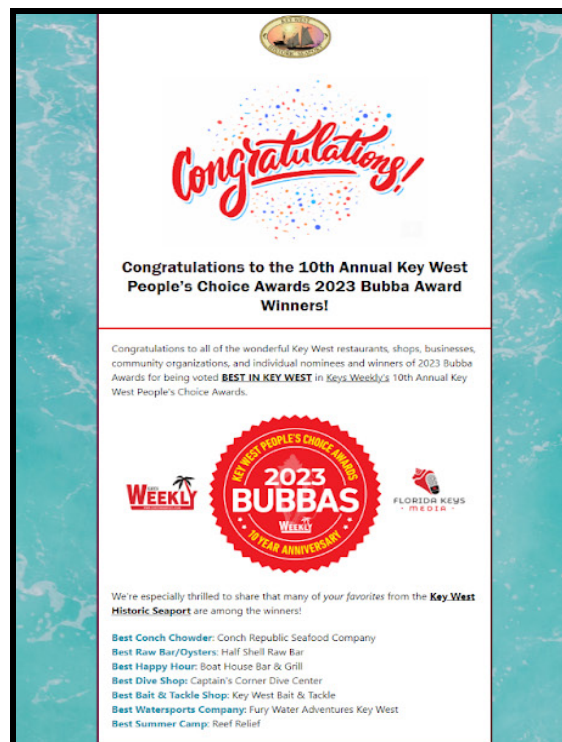 KEY WEST
HISTORIC SEAPORT
Congratulations!
Congratulations to the 10th Annual Key West
People's Choice Awards 2023 Bubba Award
Winners!
Congratulations to all of the wonderful Key West restaurants, shops, businesses,
community organizations, and individual nominees and winners of 2023 Bubba
Awards for being voted BEST IN KEY WEST in Keys Weekly's 10th Annual Key
West People's Choice Awards.
KEY WEST PEOPLE'S CHOICE AWARDS
2023
BUBBAS
WEEKLY
10 YEAR ANNIVERSARY
WEEKLY
FLORIDA KEYS
MEDIA
We're especially thrilled to share that many of your favorites from the Key West
Historic Seaport are among the winners!
Best Conch Chowder: Conch Republic Seafood Company
Best Raw Bar/Oysters: Half Shell Raw Bar
Best Happy Hour: Boat House Bar & Grill
Best Dive Shop: Captain's Corner Dive Center
Best Bait & Tackle Shop: Key West Bait & Tackle
Best Watersports Company: Fury Water Adventures Key West
Best Summer Camp: Reef Relief